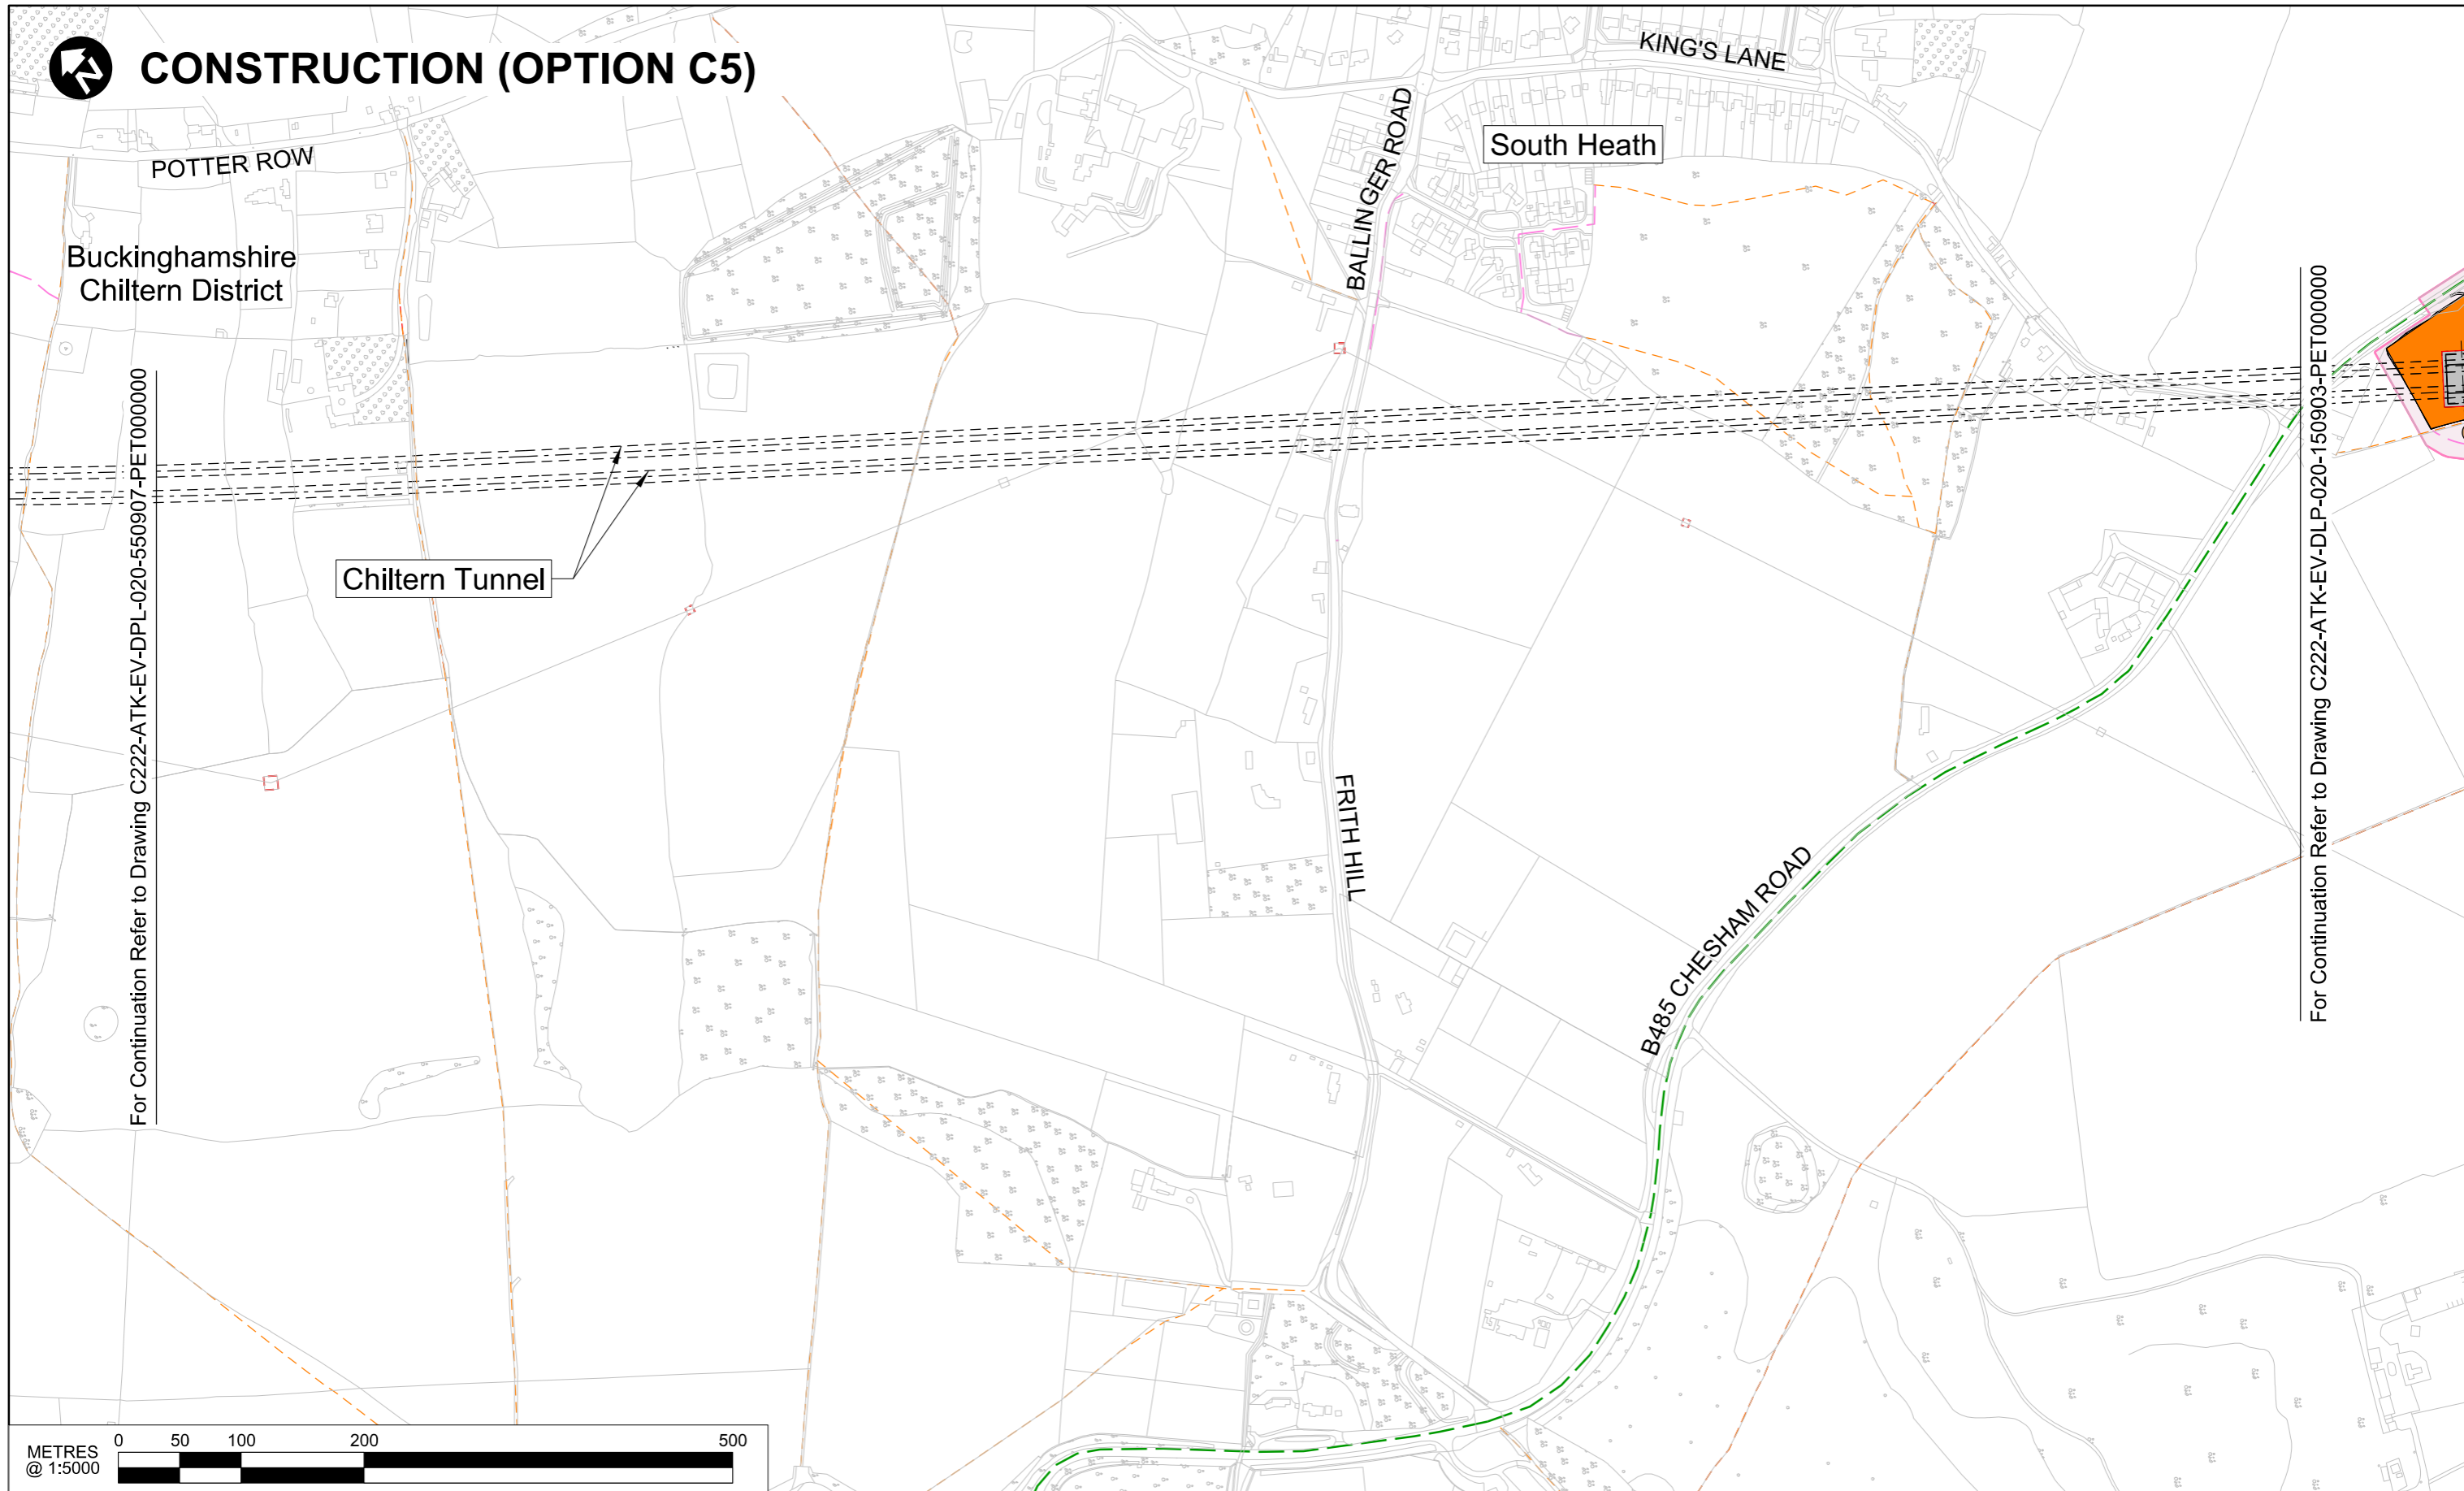 N
CONSTRUCTION (OPTION C5)
KING'S LANE
POTTER ROW
BALLINGER ROAD
South Heath
Buckinghamshire
Chiltern District
For Continuation Refer to Drawing C222-ATK-EV-DPL-020-550907-PET000000
For Continuation Refer to Drawing C222-ATK-EV-DLP-020-150903-PET000000
Chiltern Tunnel
FRITH HILL
B485 CHESHAM ROAD
METRES
@ 1:5000
0 50 100 200 500